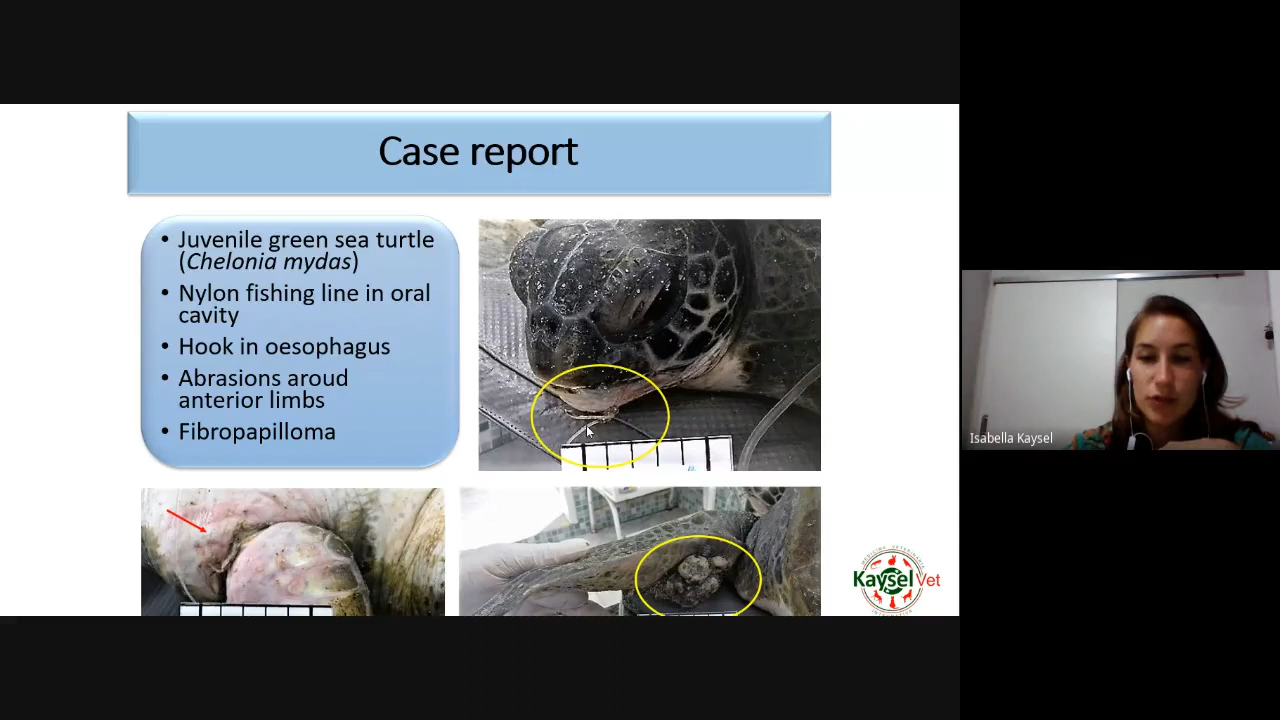 Case report
• Juvenile green sea turtle
(Chelonia mydas)
• Nylon fishing line in oral
cavity
• Hook in oesophagus
• Abrasions aroud
anterior limbs
• Fibropapilloma
Isabella Kaysel
KayselVet